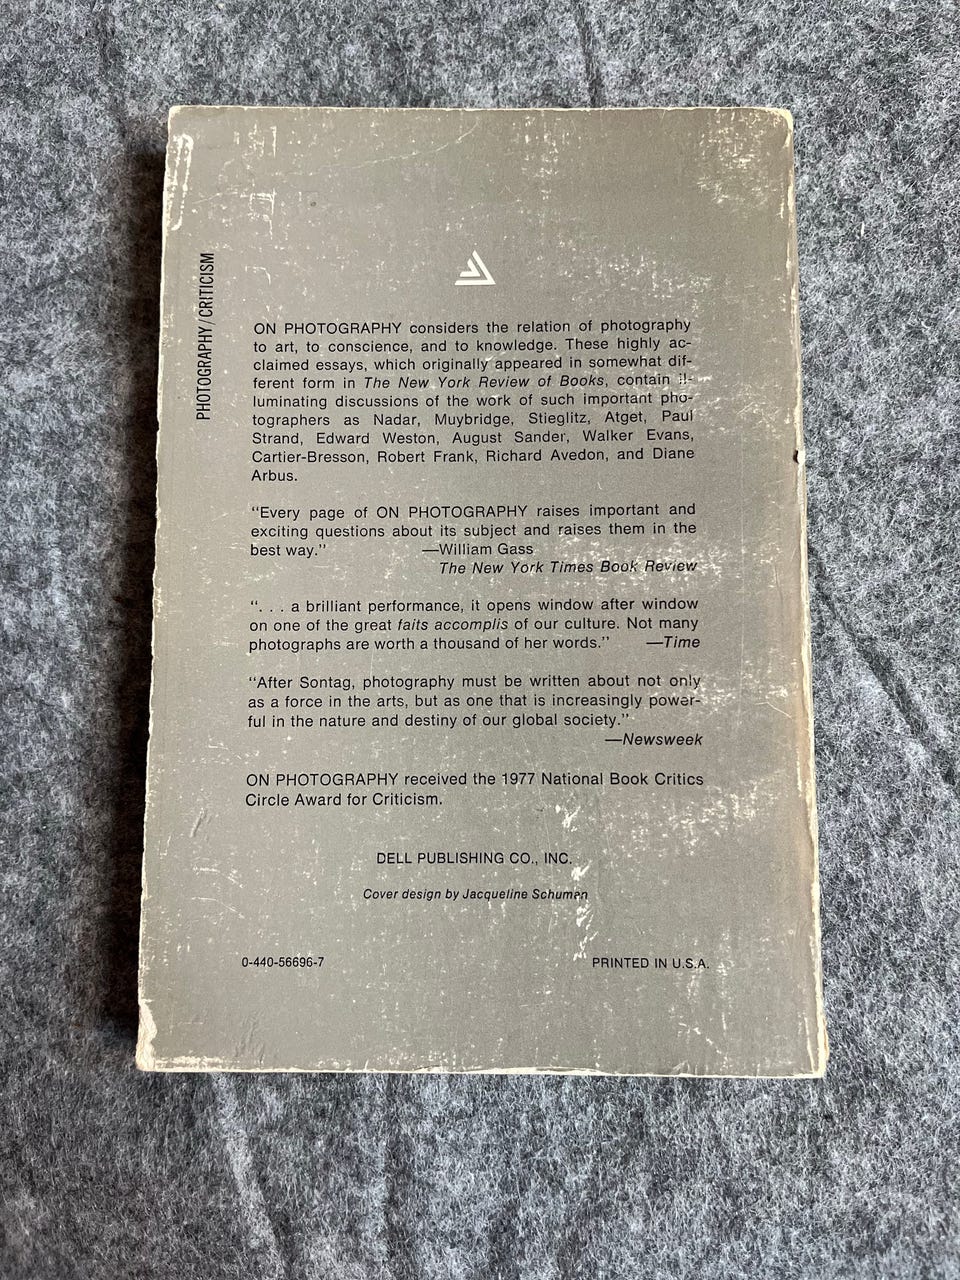 PHOTOGRAPHY/CRITICISM
ON PHOTOGRAPHY considers the relation of photography
to art, to conscience, and to knowledge. These highly ac-
claimed essays, which originally appeared in somewhat dif-
ferent form in The New York Review of Books, contain il-
luminating discussions of the work of such important pho-
tographers as Nadar, Muybridge, Stieglitz, Atget, Paul
Strand, Edward Weston, August Sander, Walker Evans,
Cartier-Bresson, Robert Frank, Richard Avedon, and Diane
Arbus.
"Every page of ON PHOTOGRAPHY raises important and
exciting questions about its subject and raises them in the
best way." —William Gass
The New York Times Book Review
". . . a brilliant performance, it opens window after window
on one of the great faits accomplis of our culture. Not many
photographs are worth a thousand of her words." —Time
"After Sontag, photography must be written about not only
as a force in the arts, but as one that is increasingly power-
ful in the nature and destiny of our global society."
—Newsweek
ON PHOTOGRAPHY received the 1977 National Book Critics
Circle Award for Criticism.
DELL PUBLISHING CO., INC.
Cover design by Jacqueline Schuman
0-440-56696-7 PRINTED IN U.S.A.